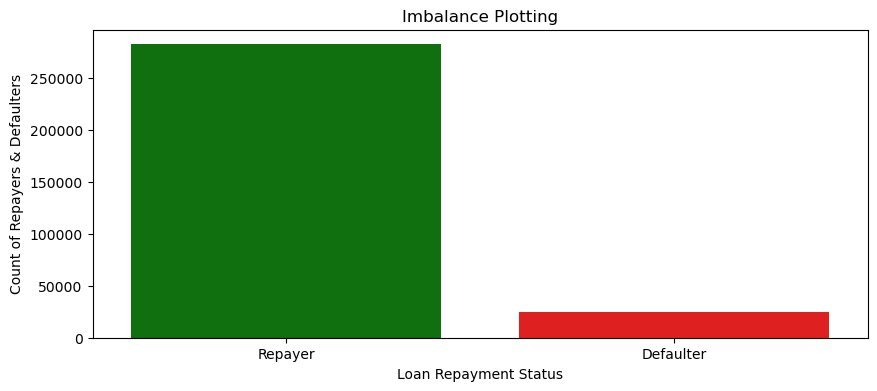 Imbalance Plotting
Count of Repayers & Defaulters
250000
200000
150000
100000
50000
0
Repayer
Defaulter
Loan Repayment Status